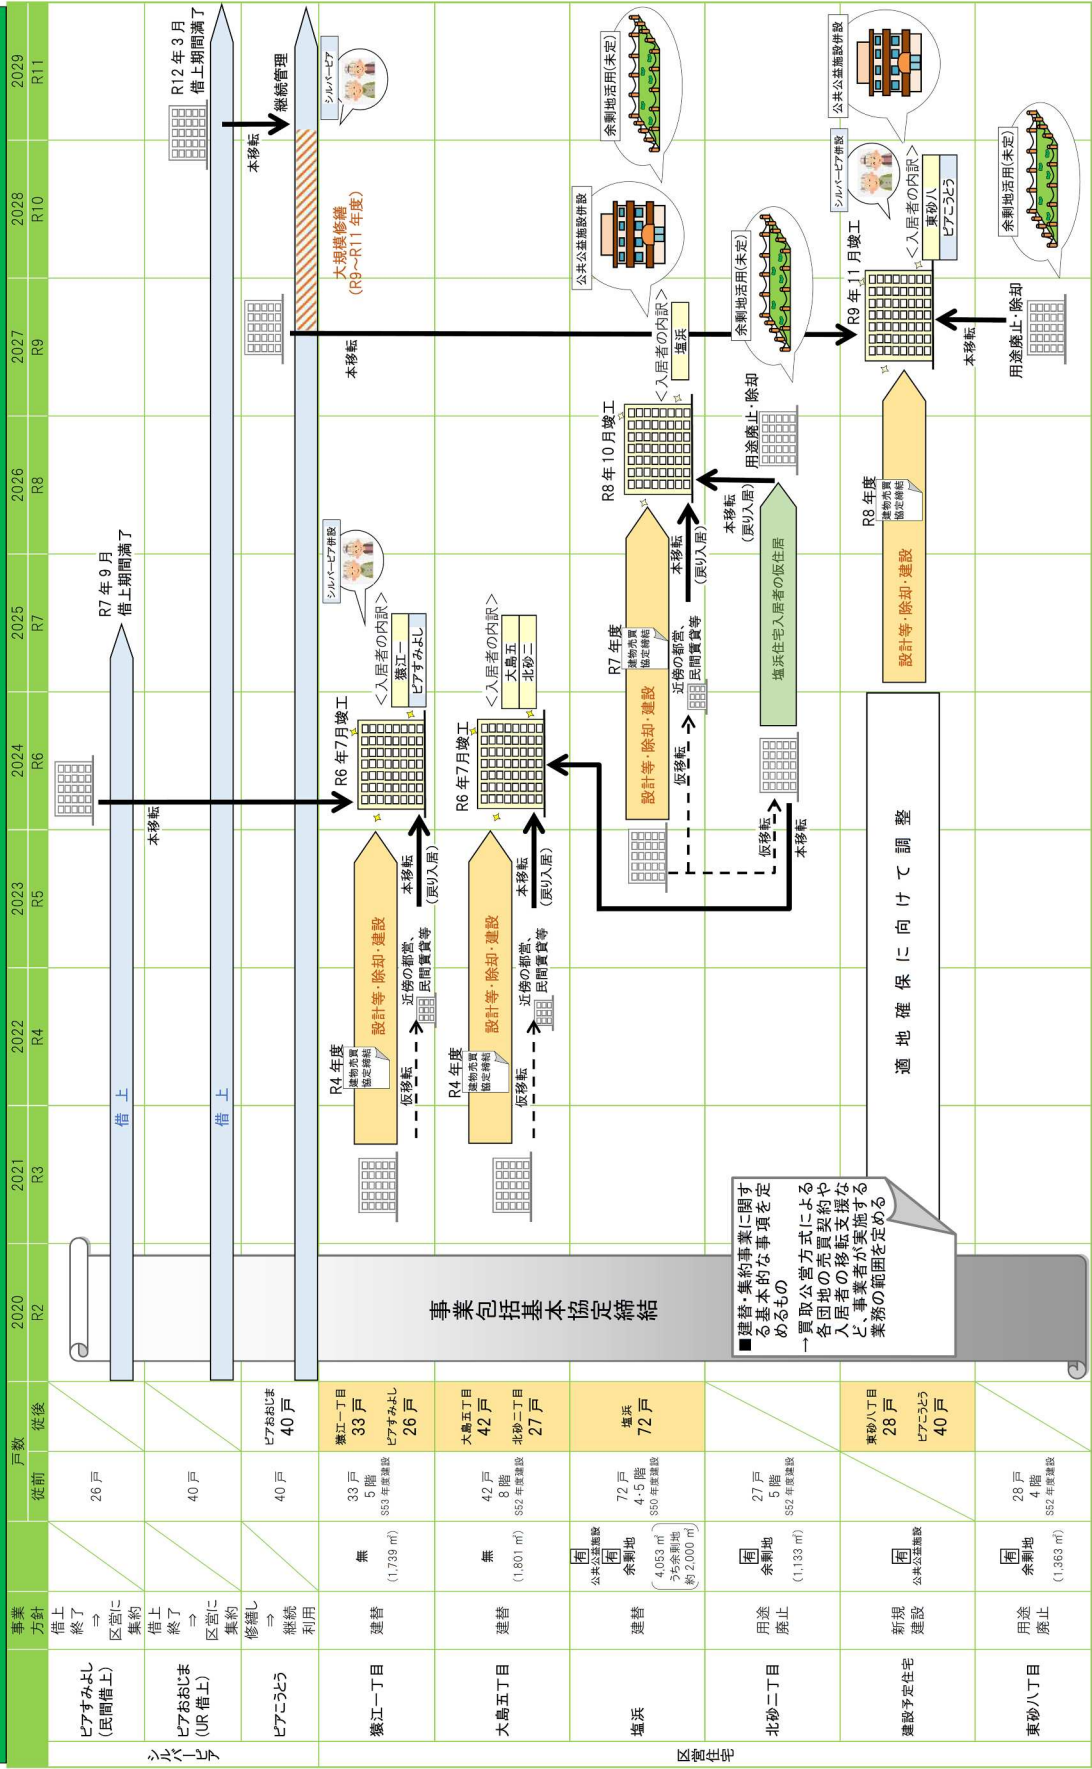 事業
方針
戸数
従前
従後
2020
R2
2021
R3
2022
R4
2023
R5
2024
R6
2025
R7
2026
R8
2027
R9
2028
R10
2029
R11
シルバーピア
ピアすみよし
(民間借上)
借上
終了
⇒
区営に
集約
26戸
借 上
R7年9月
借上期間満了
本移転
ピアおおじま
(UR借上)
借上
終了
⇒
区営に
集約
40戸
借 上
R12年3月
借上期間満了
本移転
ピアこうとう
修繕し
⇒
継続
利用
40戸
ピアおおじま
40戸
大規模修繕
(R9～R11年度)
継続管理
シルバーピア
本移転
区営住宅
猿江一丁目
建替
無
(1,739㎡)
33戸
5階
S53年度建設
猿江一丁目
33戸
ピアすみよし
26戸
仮移転
R4年度
建物売買
協定締結
設計等・除却・建設
近傍の都営、
民間賃貸等
本移転
(戻り入居)
R6年7月竣工
<入居者の内訳>
猿江一
ピアすみよし
シルバーピア併設
大島五丁目
建替
無
(1,801㎡)
42戸
8階
S52年度建設
大島五丁目
42戸
北砂二丁目
27戸
仮移転
R4年度
建物売買
協定締結
設計等・除却・建設
近傍の都営、
民間賃貸等
本移転
(戻り入居)
R6年7月竣工
<入居者の内訳>
大島五
北砂二
塩浜
建替
有
公共公益施設
有
余剰地
4,053㎡
うち余剰地
約2,000㎡
72戸
4・5階
S50年度建設
塩浜
72戸
仮移転
設計等・除却・建設
R7年度
建物売買
協定締結
近傍の都営、
民間賃貸等
本移転
(戻り入居)
R8年10月竣工
<入居者の内訳>
塩浜
公共公益施設併設
余剰地活用(未定)
北砂二丁目
用途
廃止
有
余剰地
(1,133㎡)
27戸
5階
S52年度建設
仮移転
本移転
塩浜住宅入居者の仮住居
本移転
(戻り入居)
用途廃止・除却
余剰地活用(未定)
建設予定住宅
新規
建設
有
公共公益施設
東砂八丁目
28戸
ピアこうとう
40戸
適地確保に向けて調整
設計等・除却・建設
R8年度
建物売買
協定締結
R9年11月竣工
<入居者の内訳>
東砂八
ピアこうとう
シルバーピア併設
公共公益施設併設
東砂八丁目
用途
廃止
有
余剰地
(1,363㎡)
28戸
4階
S52年度建設
本移転
用途廃止・除却
余剰地活用(未定)
事業包括基本協定締結
■建替・集約事業に関す
る基本的な事項を定
めるもの
→買取公営方式による
各団地の売買契約や
入居者の移転支援な
ど、事業者が実施する
業務の範囲を定める